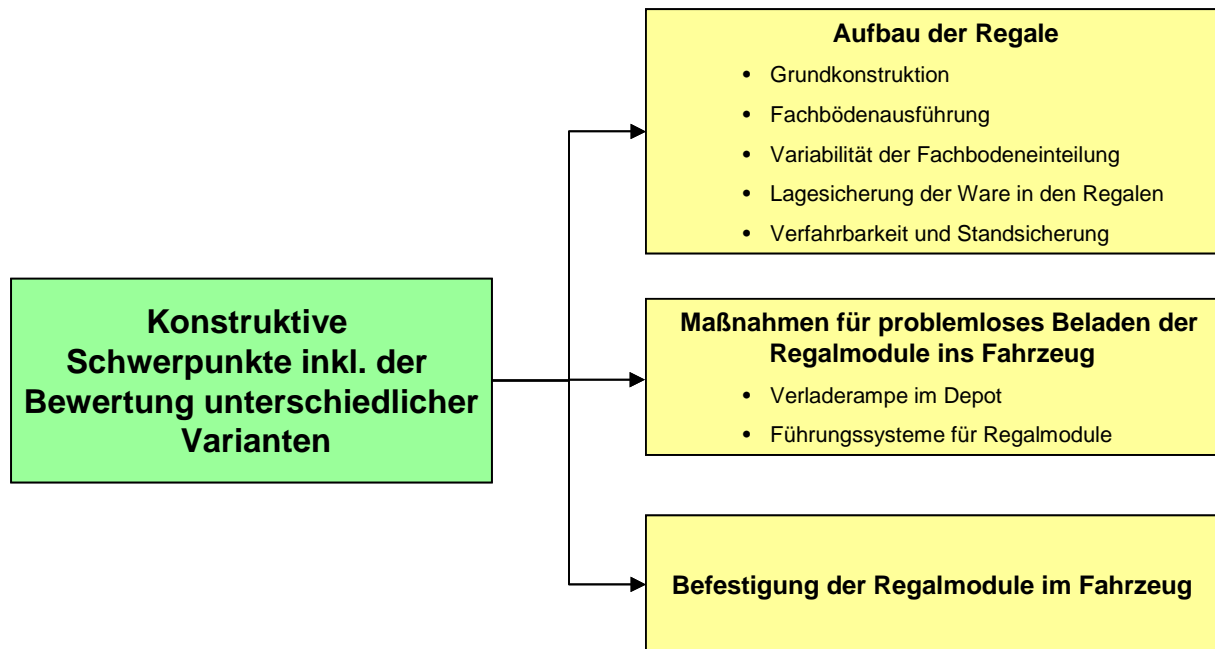 Konstruktive
Schwerpunkte inkl. der
Bewertung unterschiedlicher
Varianten
Aufbau der Regale
• Grundkonstruktion
• Fachbödenausführung
• Variabilität der Fachbodeneinteilung
• Lagesicherung der Ware in den Regalen
• Verfahrbarkeit und Standsicherung
Maßnahmen für problemloses Beladen der
Regalmodule ins Fahrzeug
• Verladerampe im Depot
• Führungssysteme für Regalmodule
Befestigung der Regalmodule im Fahrzeug